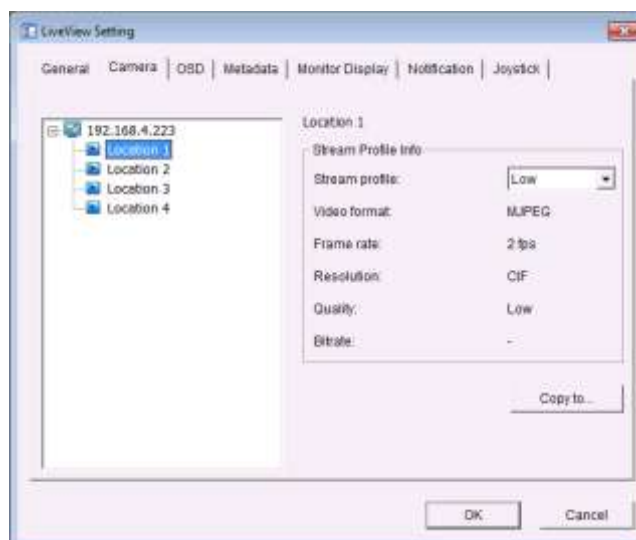 LiveView Setting
General Camera OSD Metadata Monitor Display Notification Joystick
192.168.4.223
Location 1
Location 2
Location 3
Location 4
Location 1
Stream Profile Info
Stream profile: Low
Video format: MJPEG
Frame rate: 2 fps
Resolution: CIF
Quality: Low
Bitrate: -
Copy to...
OK Cancel